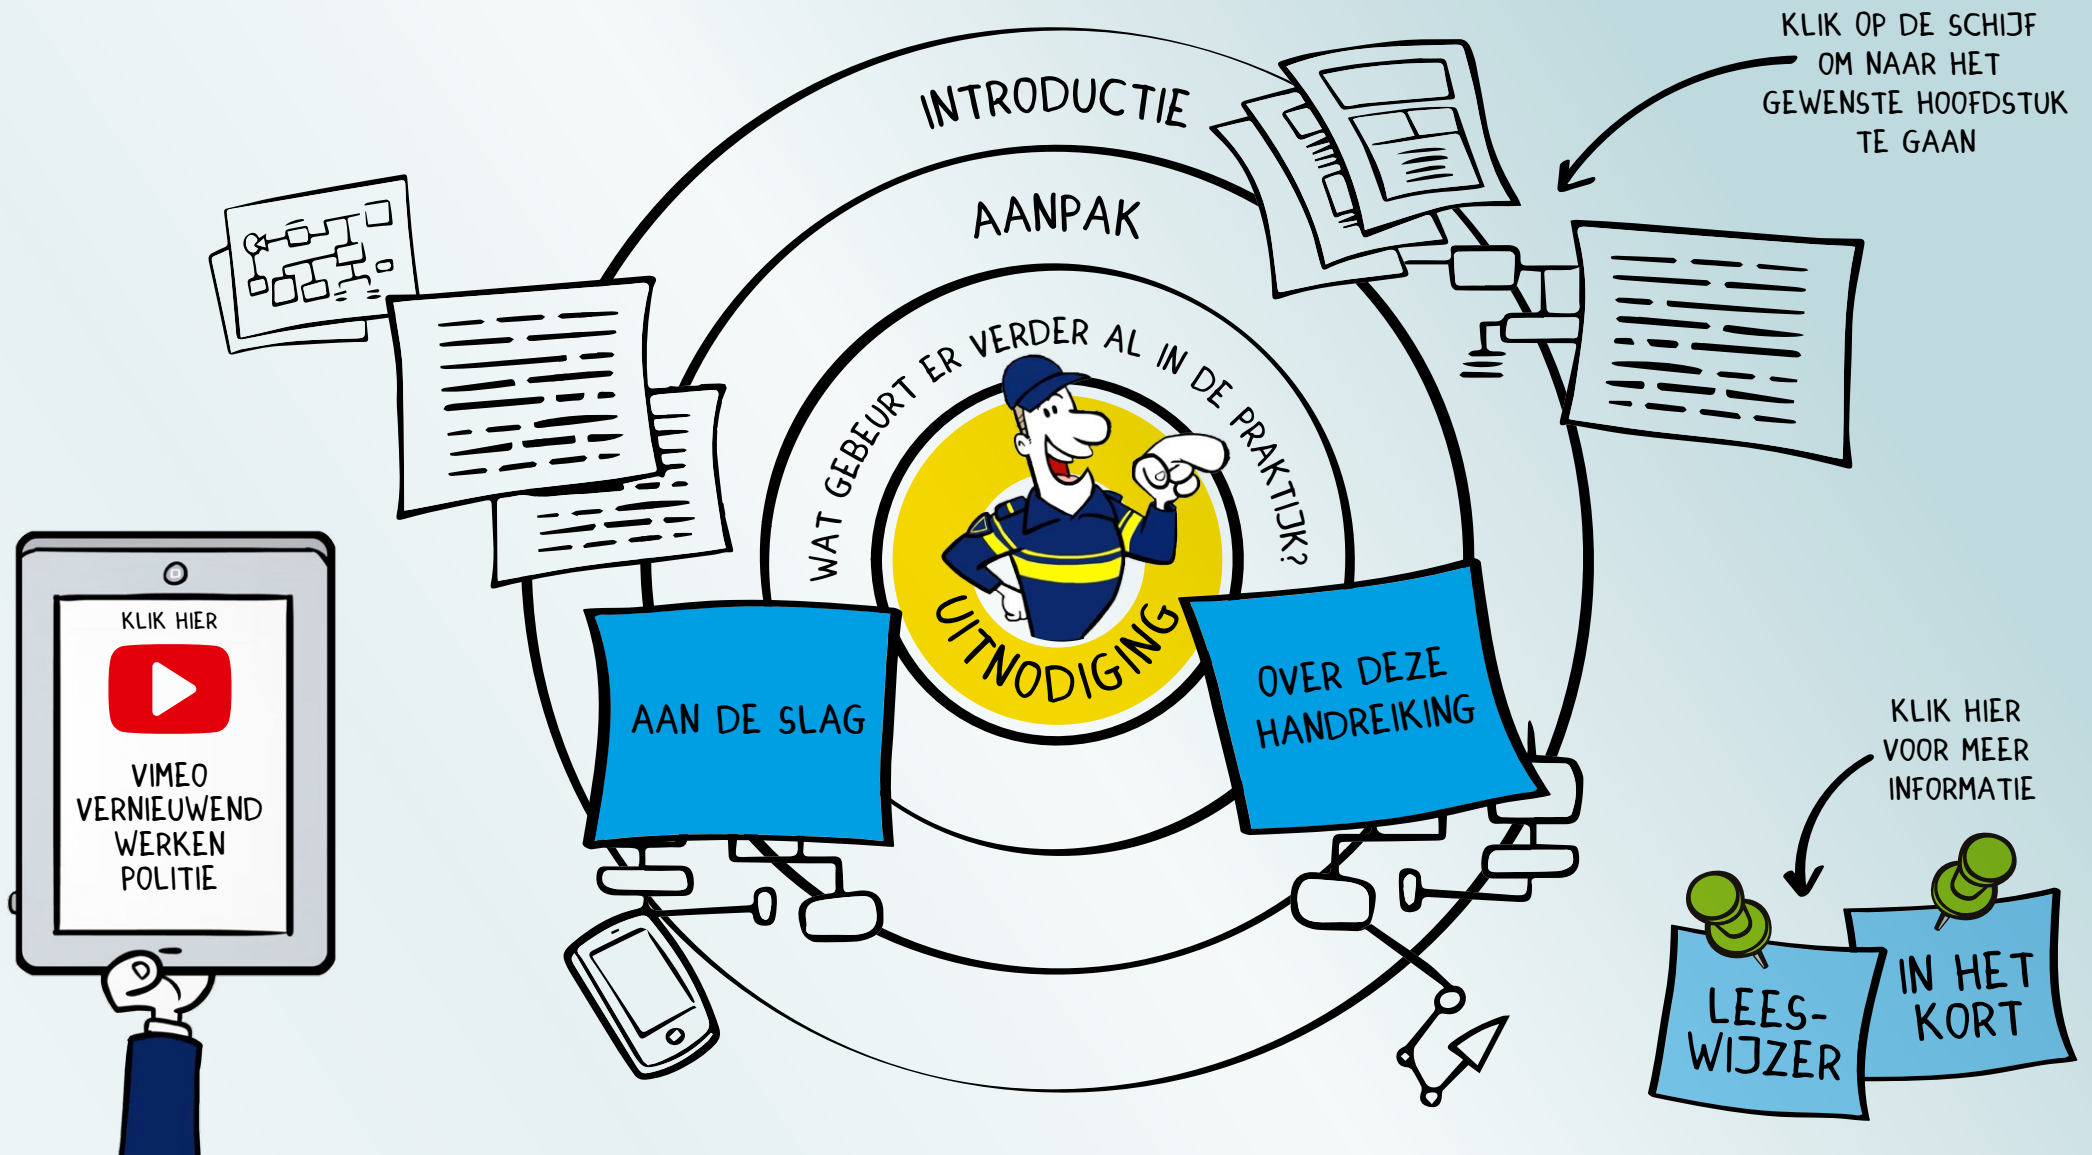 KLIK OP DE SCHIJF
OM NAAR HET
GEWENSTE HOOFDSTUK
TE GAAN
INTRODUCTIE
AANPAK
WAT GEBEURT ER VERDER AL IN DE PRAKTIJK?
UITNODIGING
KLIK HIER
VIMEO
VERNIEUWEND
WERKEN
POLITIE
AAN DE SLAG
OVER DEZE
HANDREIKING
KLIK HIER
VOOR MEER
INFORMATIE
LEES-
WIJZER
IN HET
KORT